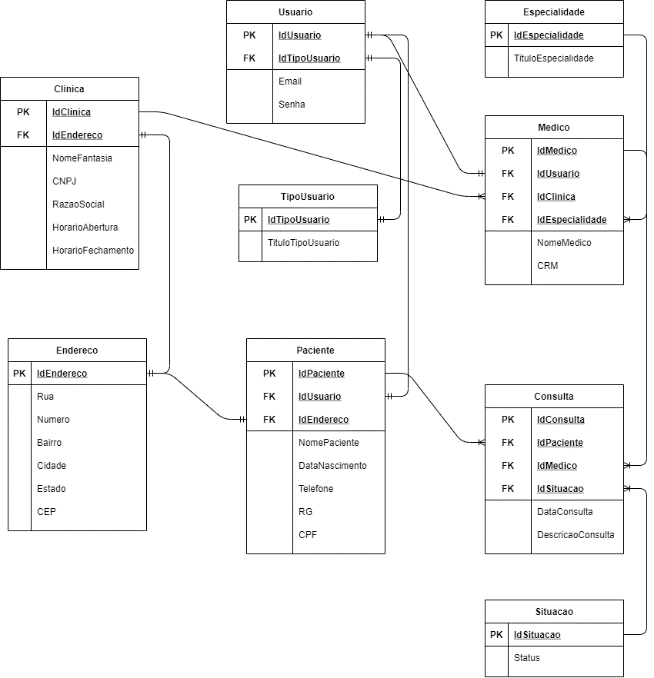 Usuario
PK IdUsuario
FK IdTipoUsuario
Email
Senha
Especialidade
PK IdEspecialidade
TituloEspecialidade
Clinica
PK IdClinica
FK IdEndereco
NomeFantasia
CNPJ
RazaoSocial
HorarioAbertura
HorarioFechamento
Medico
PK IdMedico
FK IdUsuario
FK IdClinica
FK IdEspecialidade
NomeMedico
CRM
TipoUsuario
PK IdTipoUsuario
TituloTipoUsuario
Endereco
PK IdEndereco
Rua
Numero
Bairro
Cidade
Estado
CEP
Paciente
PK IdPaciente
FK IdUsuario
FK IdEndereco
NomePaciente
DataNascimento
Telefone
RG
CPF
Consulta
PK IdConsulta
FK IdPaciente
FK IdMedico
FK IdSituacao
DataConsulta
DescricaoConsulta
Situacao
PK IdSituacao
Status